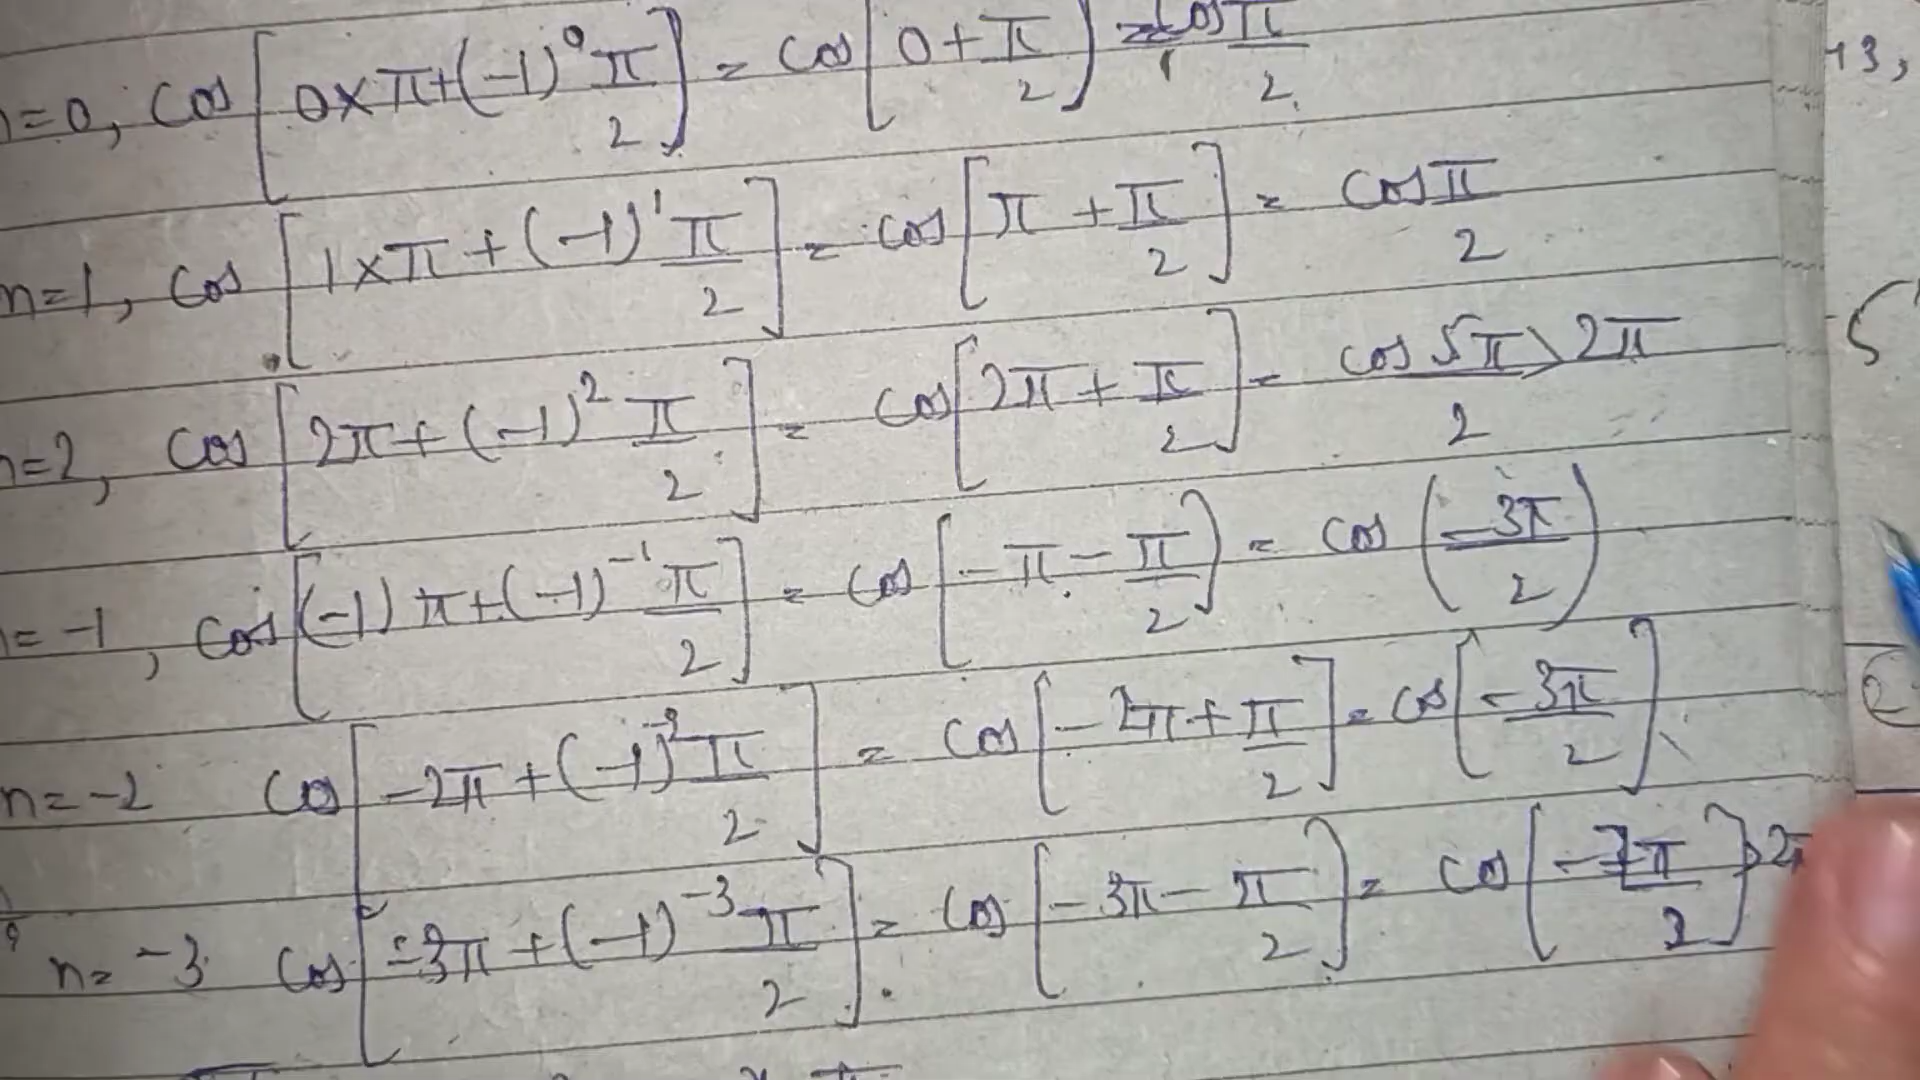 n=0, cos[0×π+(-1)^0 π/2] = cos[0+π/2] = cos π/2
n=1, cos[1×π+(-1)^1 π/2] = cos[π+π/2] = cos π/2
n=2, cos[2π+(-1)^2 π/2] = cos[2π+π/2] = cos 5π/2 > 2π
n=-1, cos[(-1)π+(-1)^-1 π/2] = cos[-π-π/2) = cos(-3π/2)
n=-2 cos[-2π+(-1)^-2 π/2] = cos[-2π+π/2] = cos[-3π/2]
n=-3 cos[-3π+(-1)^-3 π/2] = cos[-3π-π/2] = cos[-7π/2] > 2π